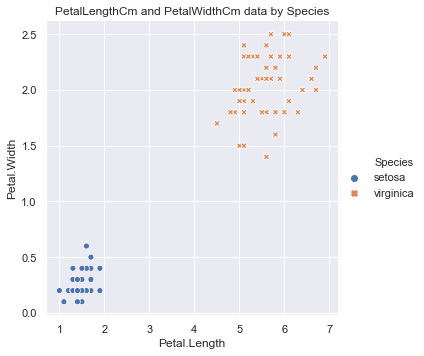 PetalLengthCm and PetalWidthCm data by Species
2.5
2.0
1.5
1.0
0.5
0.0
Petal.Width
1 2 3 4 5 6 7
Petal.Length
Species
setosa
virginica